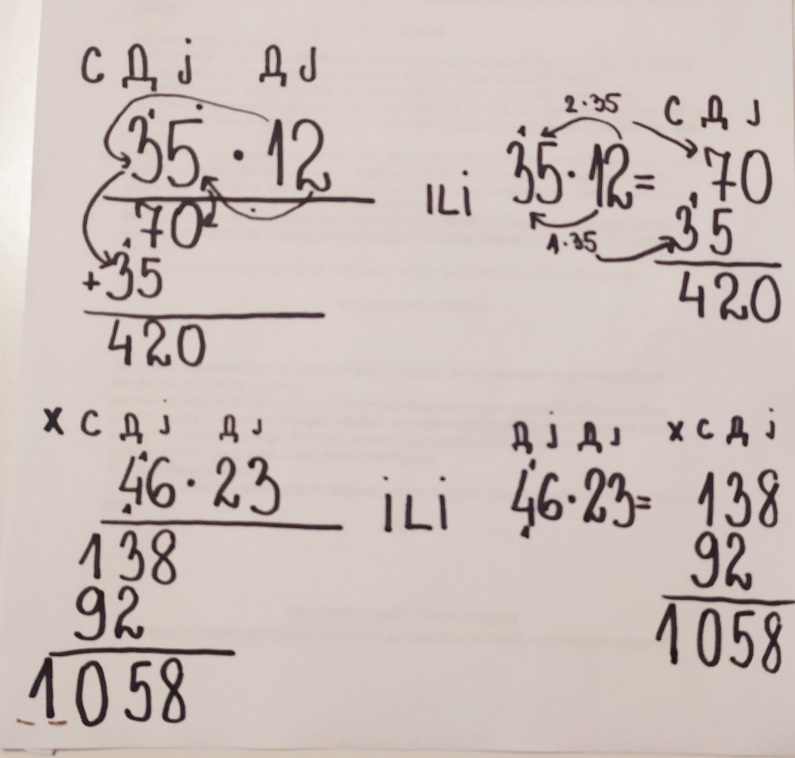 С Д Ј Д Ј
35 · 12
70
+35
420
ILI
2·35
С Д Ј
35·12= 70
1·35
35
420
Х С Д Ј Д Ј
46·23
138
92
1058
ILI
Д Ј Д Ј Х С Д Ј
46·23= 138
92
1058